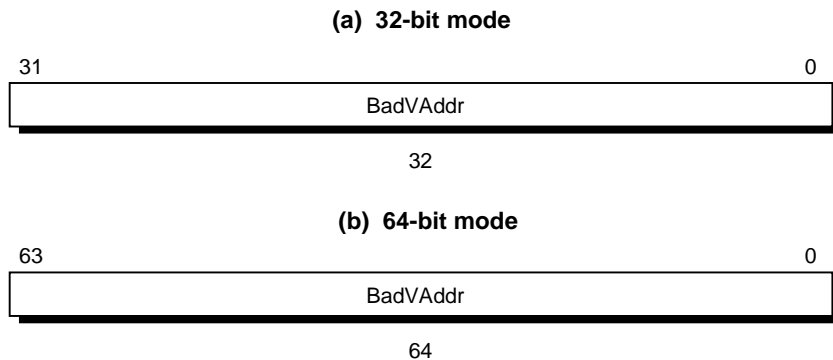 (a) 32-bit mode
31 0
BadVAddr
32
(b) 64-bit mode
63 0
BadVAddr
64